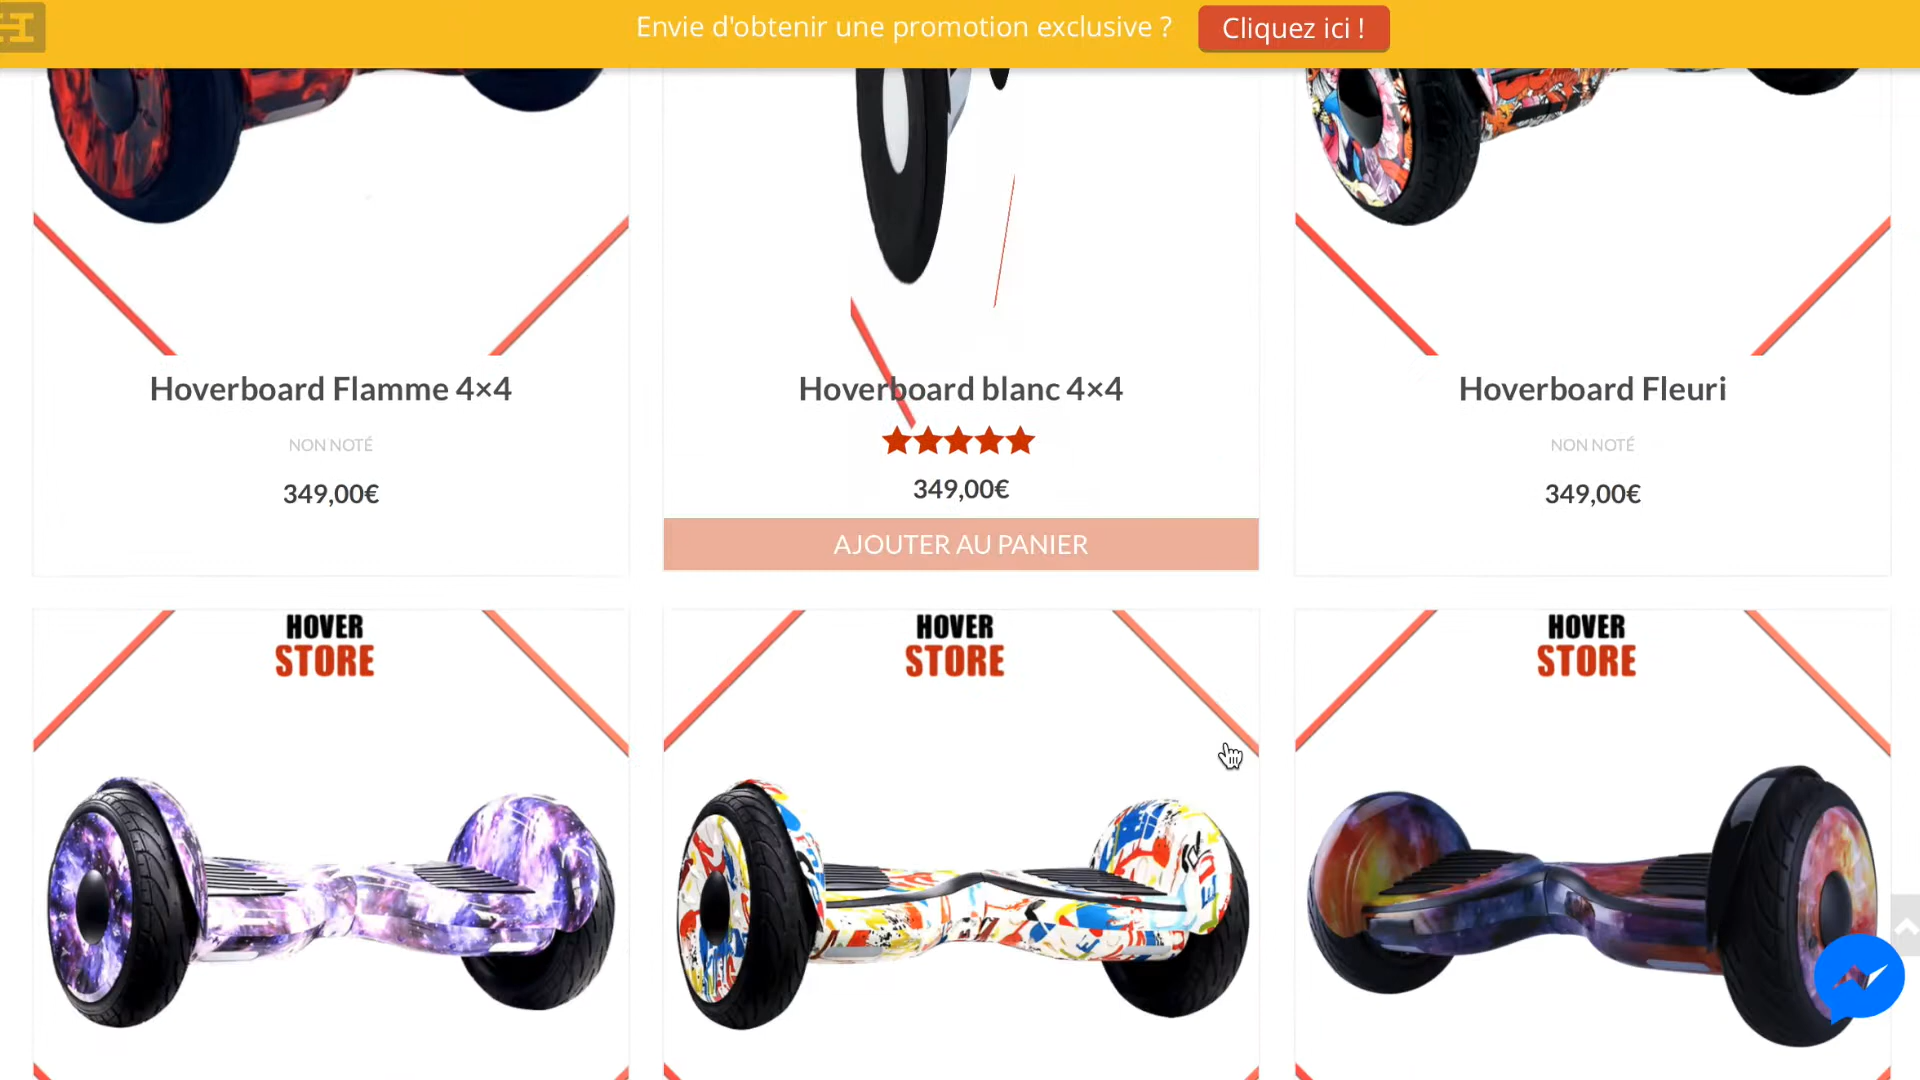 Envie d'obtenir une promotion exclusive ? Cliquez ici !
Hoverboard Flamme 4×4
NON NOTÉ
349,00€
Hoverboard blanc 4×4
349,00€
AJOUTER AU PANIER
Hoverboard Fleuri
NON NOTÉ
349,00€
HOVER
STORE
HOVER
STORE
HOVER
STORE